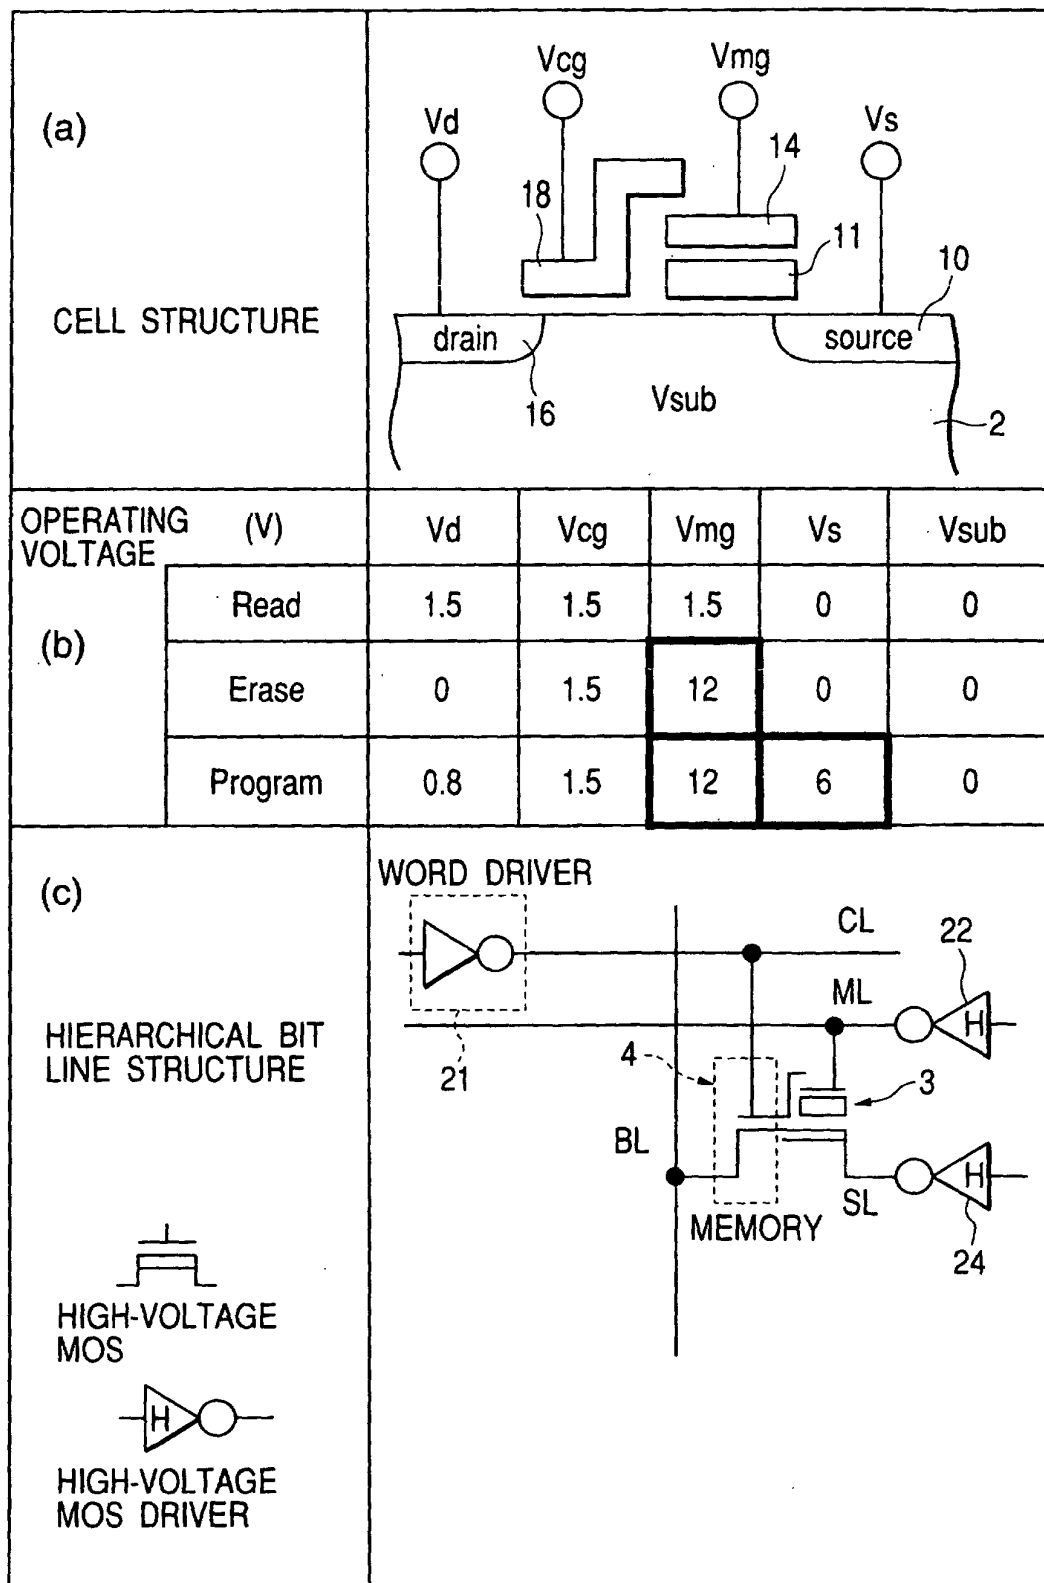 (a)
CELL STRUCTURE
Vd
Vcg
Vmg
Vs
18
14
11
10
drain
source
16
Vsub
2
OPERATING VOLTAGE (V) Vd Vcg Vmg Vs Vsub
(b)
Read 1.5 1.5 1.5 0 0
Erase 0 1.5 12 0 0
Program 0.8 1.5 12 6 0
(c)
HIERARCHICAL BIT
LINE STRUCTURE
HIGH-VOLTAGE
MOS
H
HIGH-VOLTAGE
MOS DRIVER
WORD DRIVER
21
CL
22
ML
H
4
3
BL
MEMORY
SL
H
24